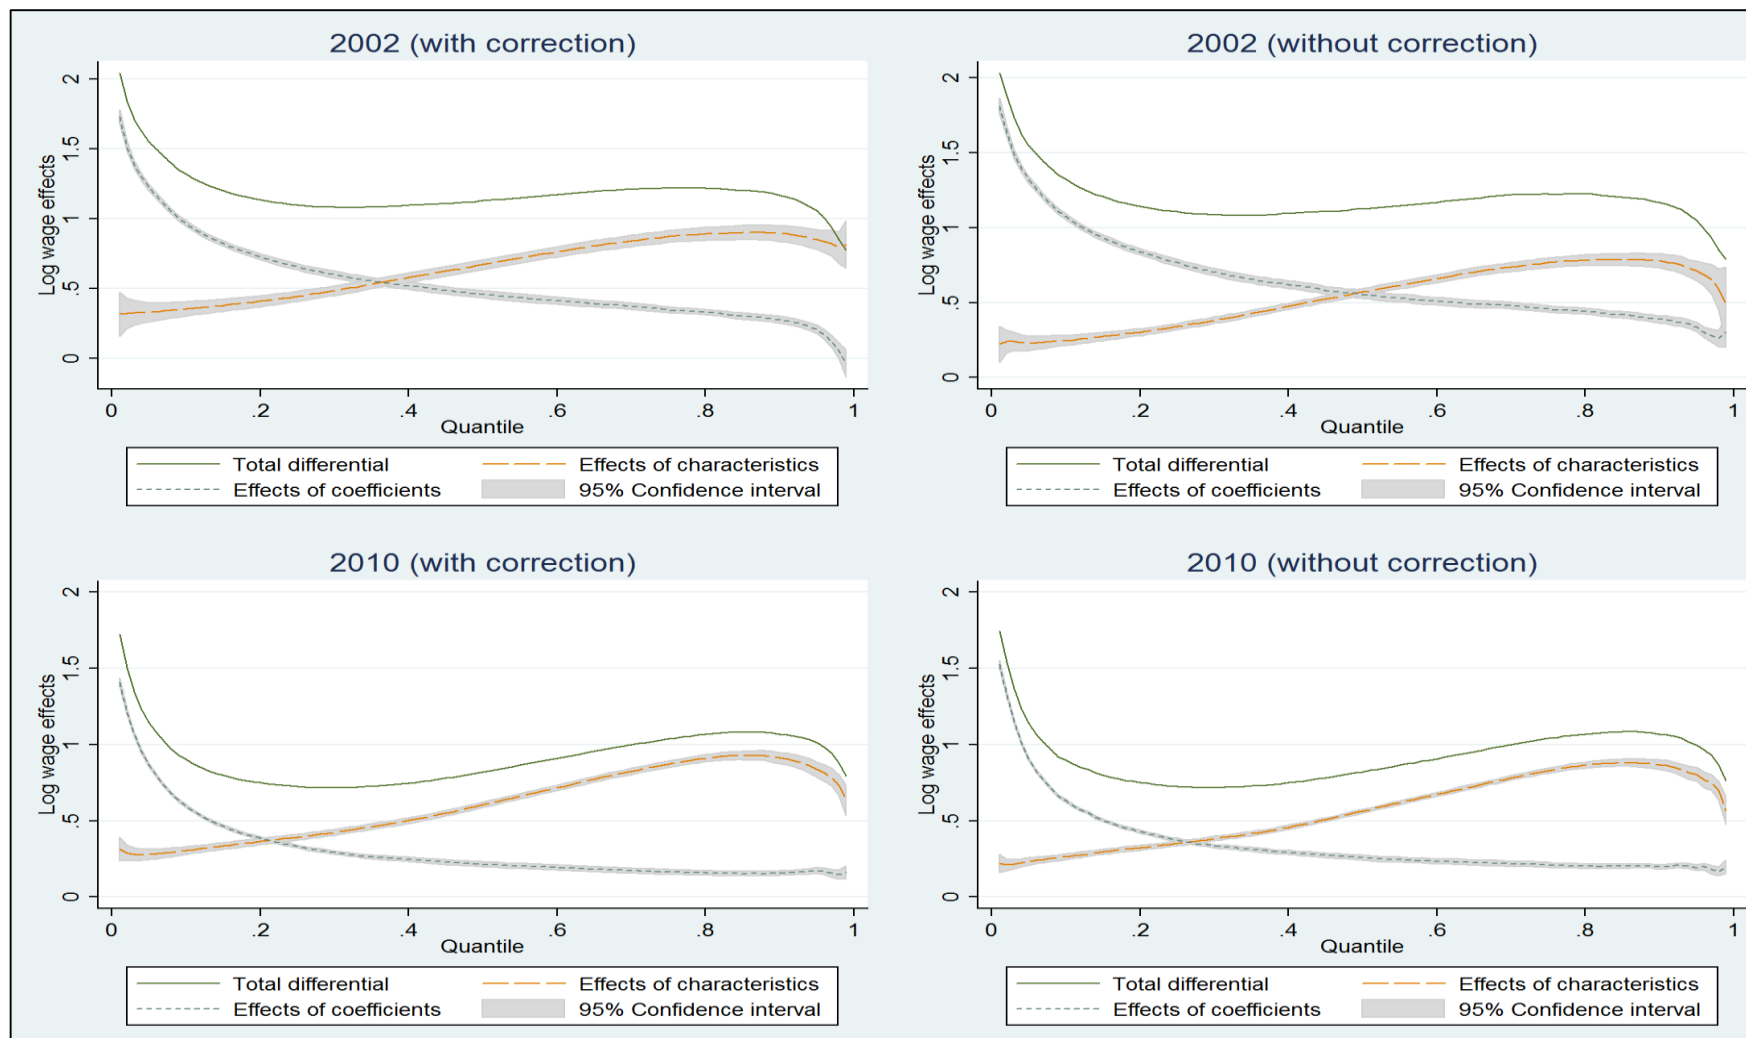 2002 (with correction)
Log wage effects
2
1.5
1
.5
0
0 .2 .4 .6 .8 1
Quantile
Total differential Effects of characteristics
Effects of coefficients 95% Confidence interval
2002 (without correction)
Log wage effects
2
1.5
1
.5
0
0 .2 .4 .6 .8 1
Quantile
Total differential Effects of characteristics
Effects of coefficients 95% Confidence interval
2010 (with correction)
Log wage effects
2
1.5
1
.5
0
0 .2 .4 .6 .8 1
Quantile
Total differential Effects of characteristics
Effects of coefficients 95% Confidence interval
2010 (without correction)
Log wage effects
2
1.5
1
.5
0
0 .2 .4 .6 .8 1
Quantile
Total differential Effects of characteristics
Effects of coefficients 95% Confidence interval